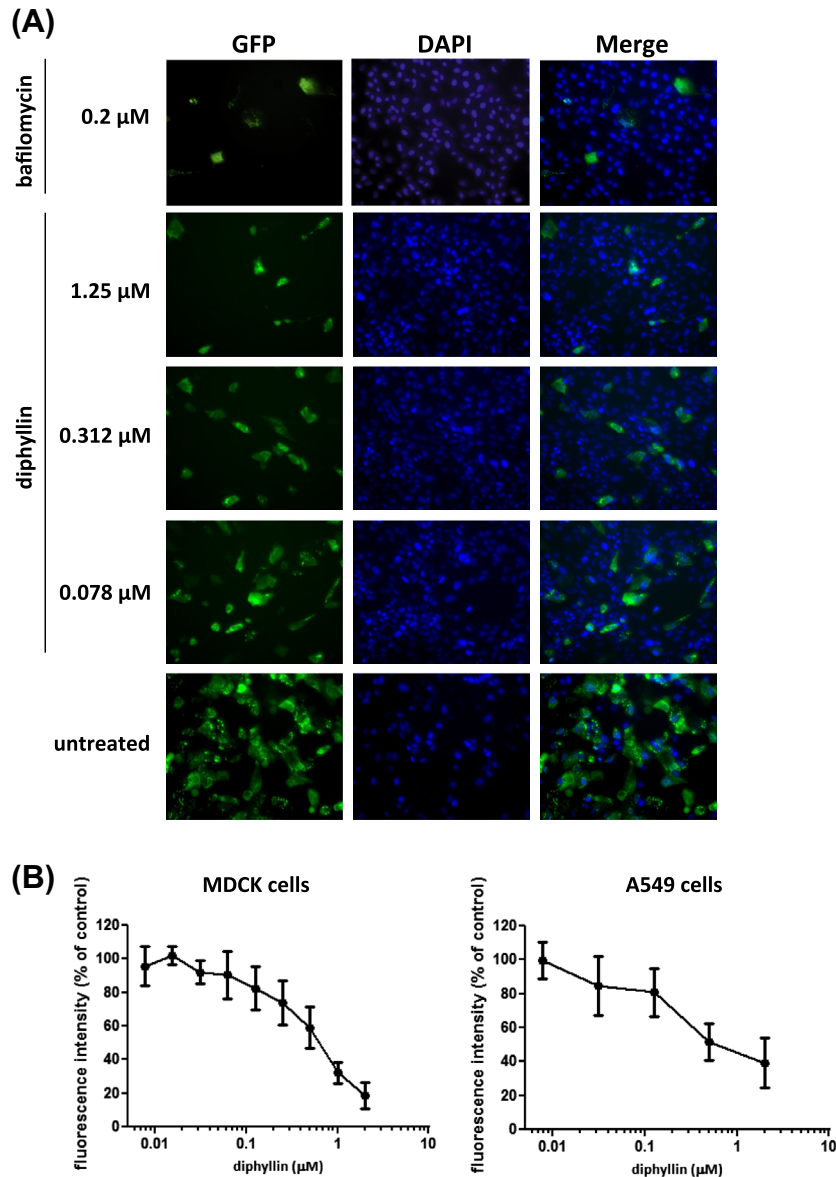 (A)
GFP DAPI Merge
bafilomycin
0.2 µM
diphyllin
1.25 µM
0.312 µM
0.078 µM
untreated
(B)
MDCK cells
fluorescence intensity (% of control)
120
100
80
60
40
20
0
0.01 0.1 1 10
diphyllin (µM)
A549 cells
fluorescence intensity (% of control)
120
100
80
60
40
20
0
0.01 0.1 1 10
diphyllin (µM)